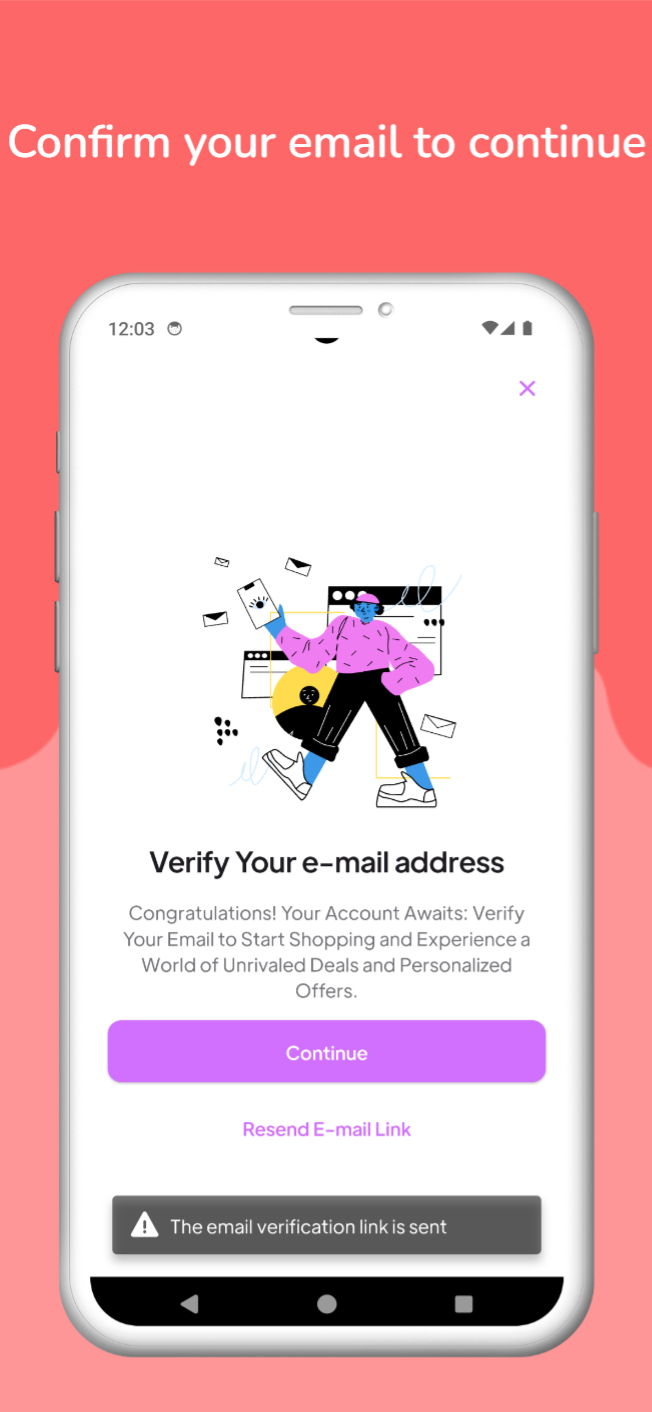 Confirm your email to continue
12:03
Verify Your e-mail address
Congratulations! Your Account Awaits: Verify
Your Email to Start Shopping and Experience a
World of Unrivaled Deals and Personalized
Offers.
Continue
Resend E-mail Link
The email verification link is sent